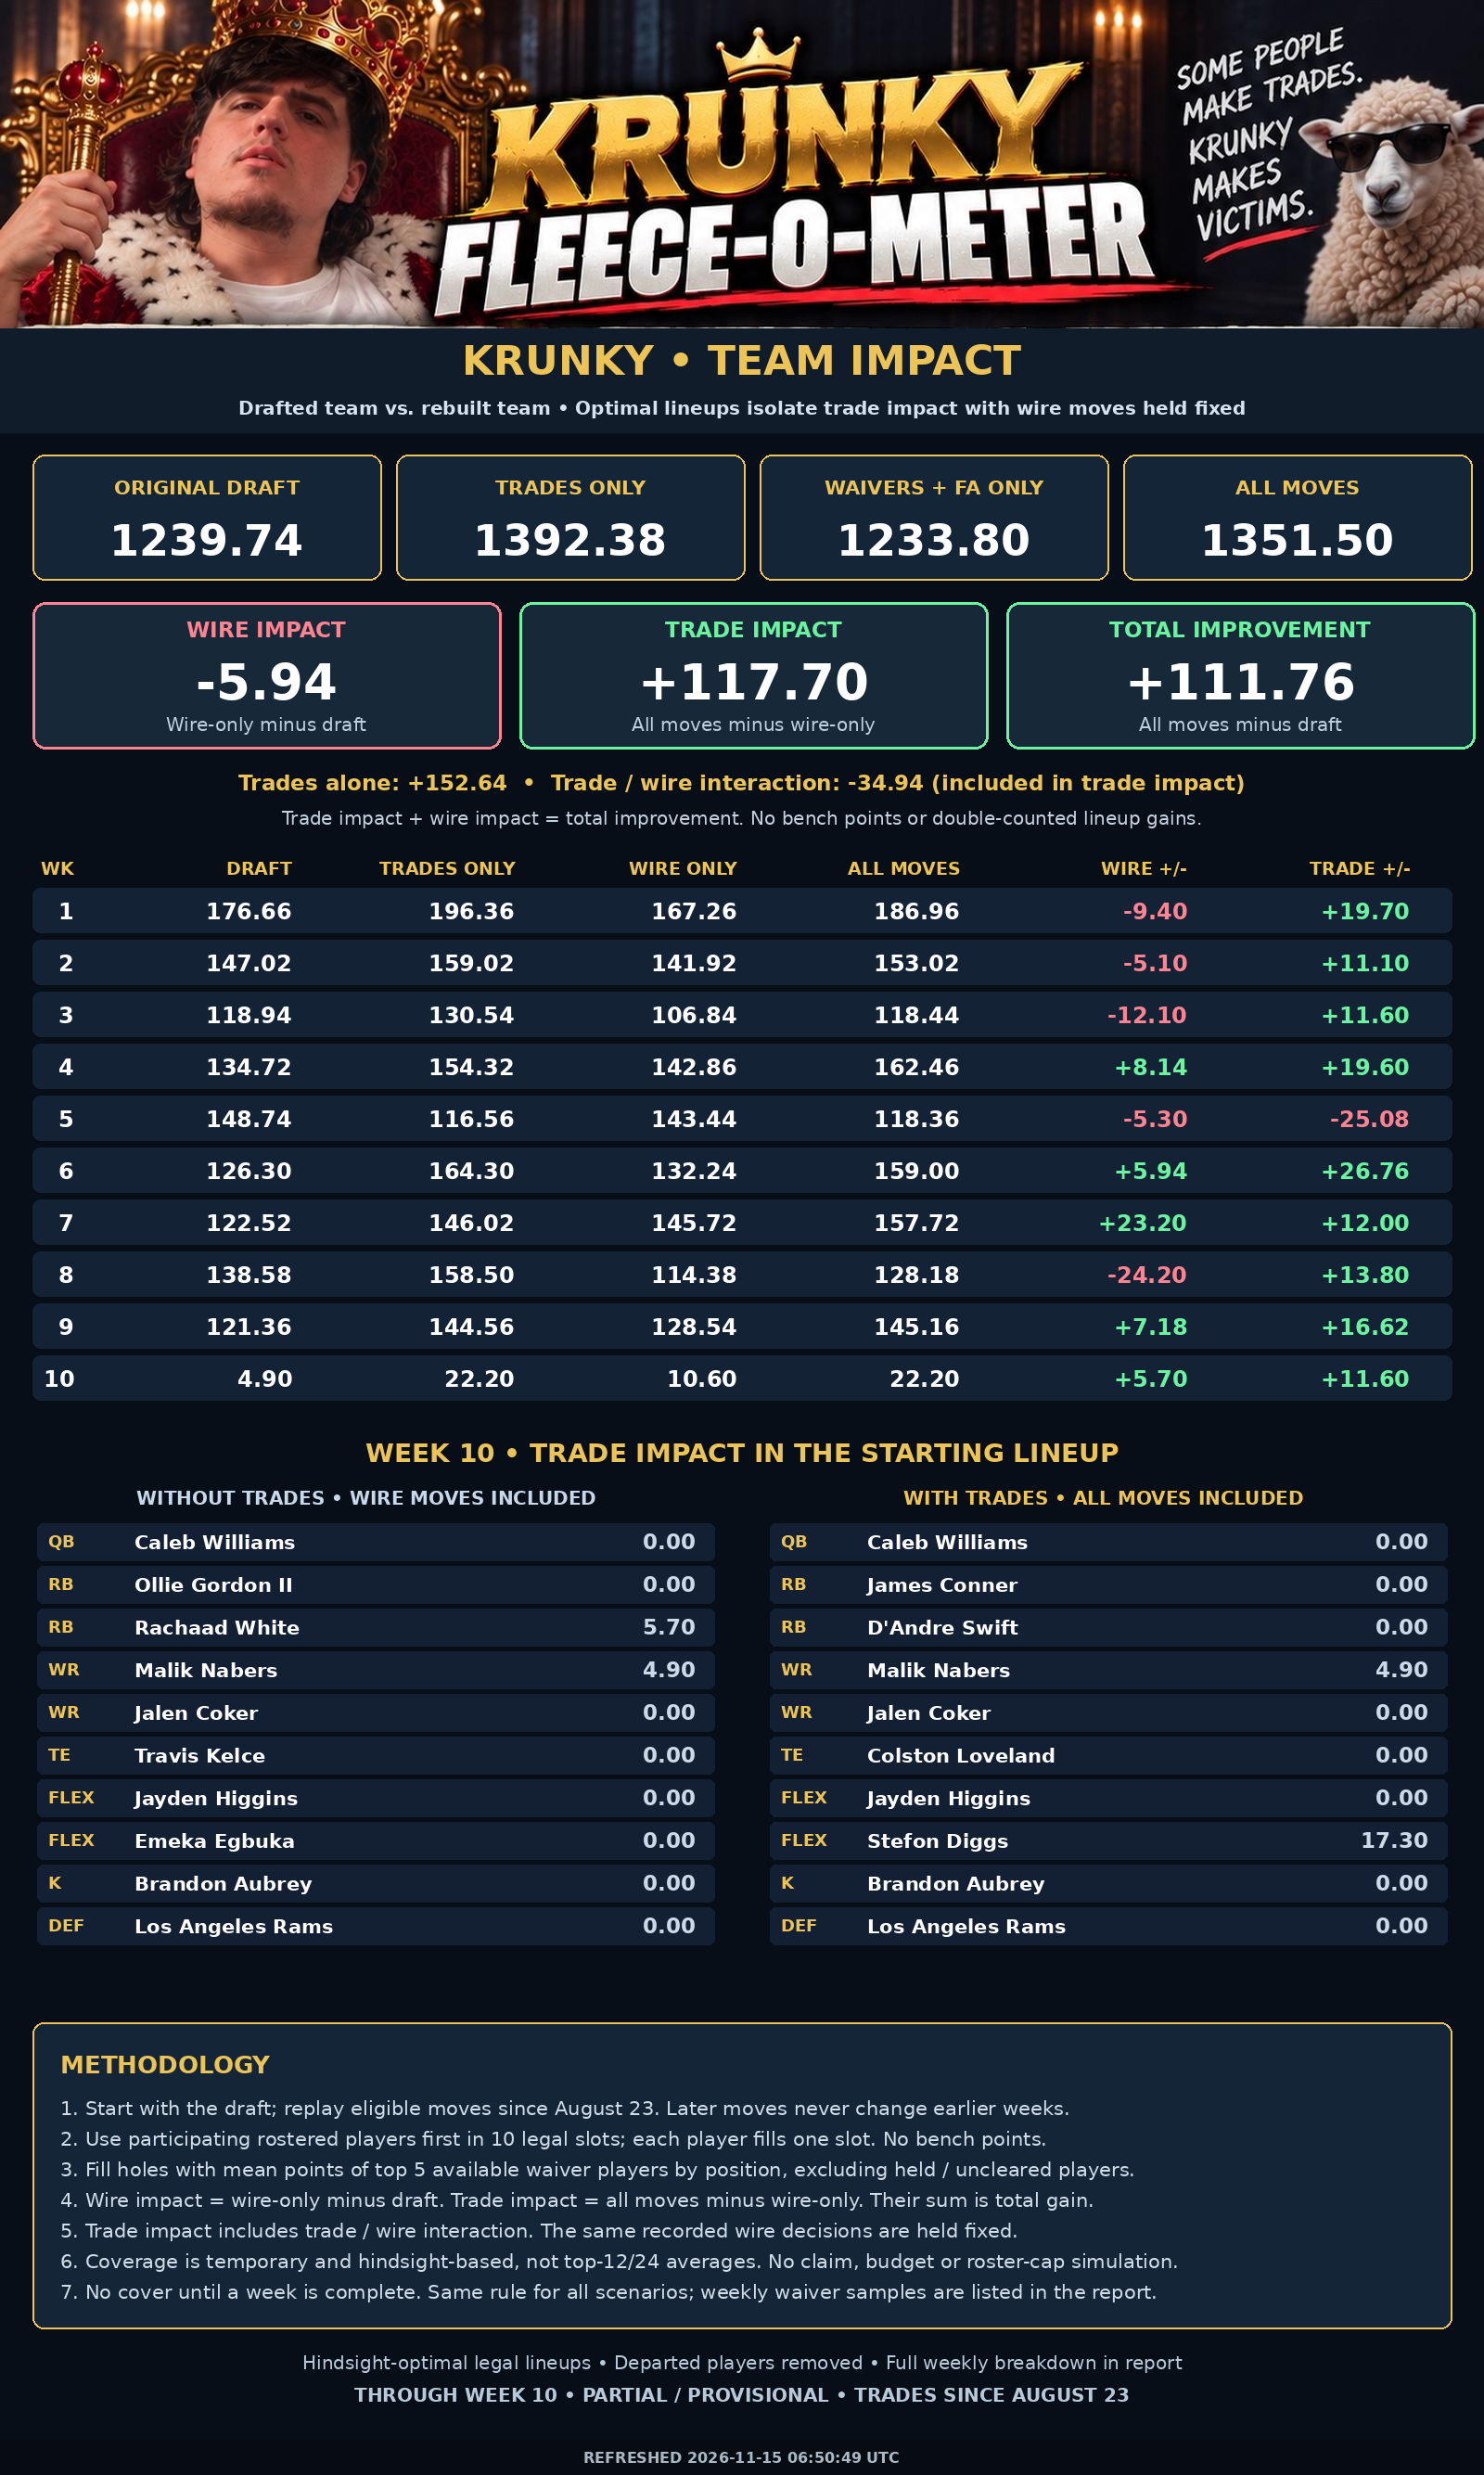 KRUNKY
FLEECE-O-METER
SOME PEOPLE
MAKE TRADES.
KRUNKY
MAKES
VICTIMS.
KRUNKY • TEAM IMPACT
Drafted team vs. rebuilt team • Optimal lineups isolate trade impact with wire moves held fixed
ORIGINAL DRAFT TRADES ONLY WAIVERS + FA ONLY ALL MOVES
1239.74 1392.38 1233.80 1351.50
WIRE IMPACT TRADE IMPACT TOTAL IMPROVEMENT
-5.94 +117.70 +111.76
Wire-only minus draft All moves minus wire-only All moves minus draft
Trades alone: +152.64 • Trade / wire interaction: -34.94 (included in trade impact)
Trade impact + wire impact = total improvement. No bench points or double-counted lineup gains.
WK DRAFT TRADES ONLY WIRE ONLY ALL MOVES WIRE +/- TRADE +/-
1 176.66 196.36 167.26 186.96 -9.40 +19.70
2 147.02 159.02 141.92 153.02 -5.10 +11.10
3 118.94 130.54 106.84 118.44 -12.10 +11.60
4 134.72 154.32 142.86 162.46 +8.14 +19.60
5 148.74 116.56 143.44 118.36 -5.30 -25.08
6 126.30 164.30 132.24 159.00 +5.94 +26.76
7 122.52 146.02 145.72 157.72 +23.20 +12.00
8 138.58 158.50 114.38 128.18 -24.20 +13.80
9 121.36 144.56 128.54 145.16 +7.18 +16.62
10 4.90 22.20 10.60 22.20 +5.70 +11.60
WEEK 10 • TRADE IMPACT IN THE STARTING LINEUP
WITHOUT TRADES • WIRE MOVES INCLUDED
QB Caleb Williams 0.00
RB Ollie Gordon II 0.00
RB Rachaad White 5.70
WR Malik Nabers 4.90
WR Jalen Coker 0.00
TE Travis Kelce 0.00
FLEX Jayden Higgins 0.00
FLEX Emeka Egbuka 0.00
K Brandon Aubrey 0.00
DEF Los Angeles Rams 0.00
WITH TRADES • ALL MOVES INCLUDED
QB Caleb Williams 0.00
RB James Conner 0.00
RB D'Andre Swift 0.00
WR Malik Nabers 4.90
WR Jalen Coker 0.00
TE Colston Loveland 0.00
FLEX Jayden Higgins 0.00
FLEX Stefon Diggs 17.30
K Brandon Aubrey 0.00
DEF Los Angeles Rams 0.00
METHODOLOGY
1. Start with the draft; replay eligible moves since August 23. Later moves never change earlier weeks.
2. Use participating rostered players first in 10 legal slots; each player fills one slot. No bench points.
3. Fill holes with mean points of top 5 available waiver players by position, excluding held / uncleared players.
4. Wire impact = wire-only minus draft. Trade impact = all moves minus wire-only. Their sum is total gain.
5. Trade impact includes trade / wire interaction. The same recorded wire decisions are held fixed.
6. Coverage is temporary and hindsight-based, not top-12/24 averages. No claim, budget or roster-cap simulation.
7. No cover until a week is complete. Same rule for all scenarios; weekly waiver samples are listed in the report.
Hindsight-optimal legal lineups • Departed players removed • Full weekly breakdown in report
THROUGH WEEK 10 • PARTIAL / PROVISIONAL • TRADES SINCE AUGUST 23
REFRESHED 2026-11-15 06:50:49 UTC